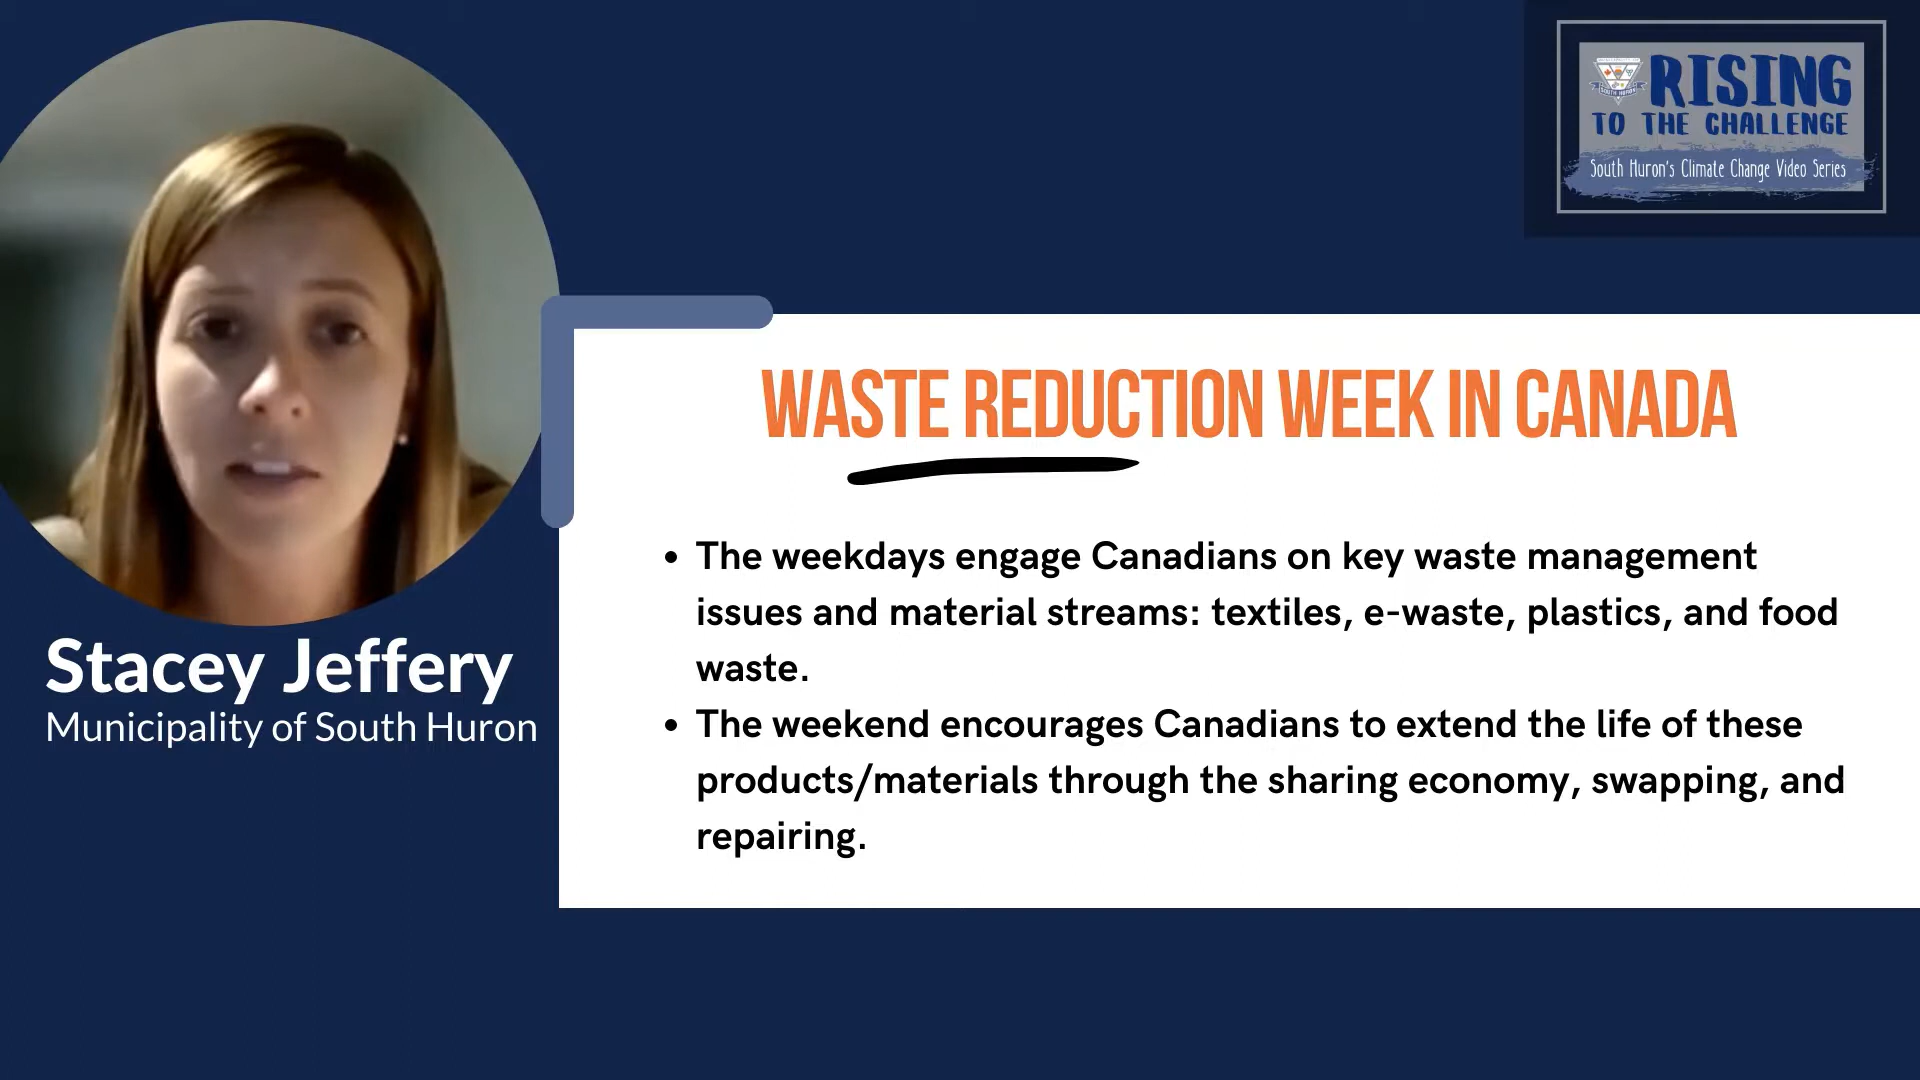 RISING
TO THE CHALLENGE
South Huron's Climate Change Video Series
WASTE REDUCTION WEEK IN CANADA
• The weekdays engage Canadians on key waste management
issues and material streams: textiles, e-waste, plastics, and food
waste.
• The weekend encourages Canadians to extend the life of these
products/materials through the sharing economy, swapping, and
repairing.
Stacey Jeffery
Municipality of South Huron